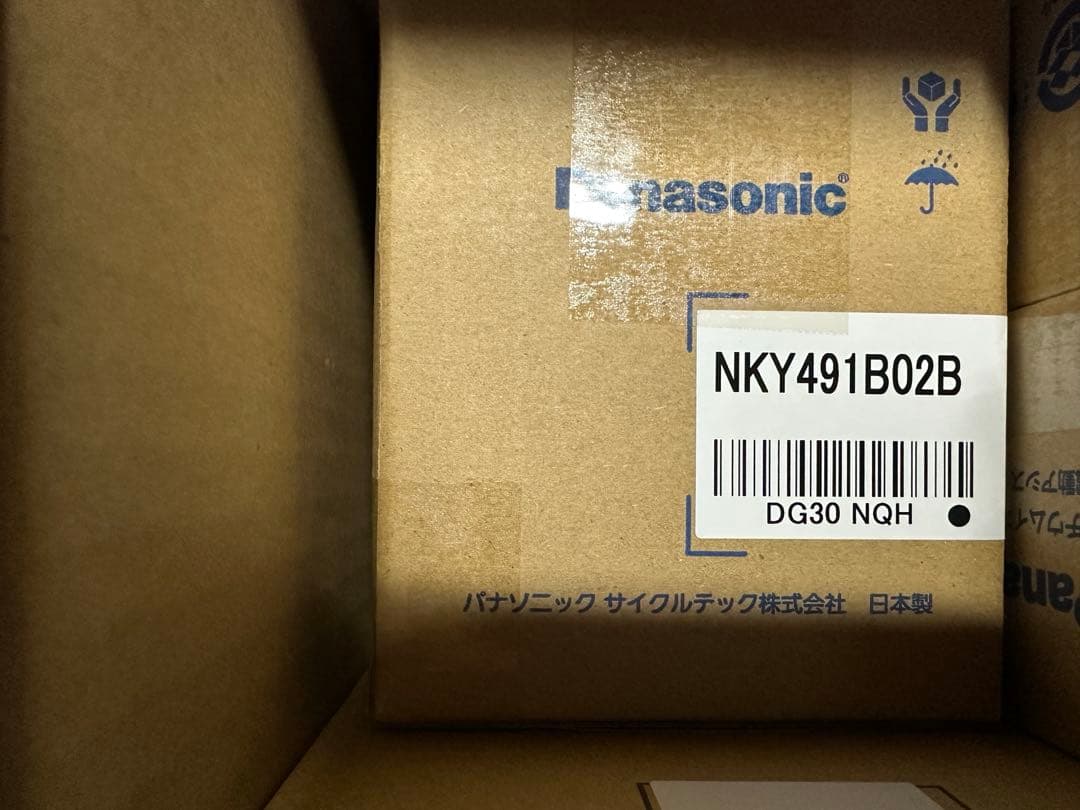 Panasonic®
NKY491B02B
DG30 NQH
パナソニック サイクルテック株式会社　日本製